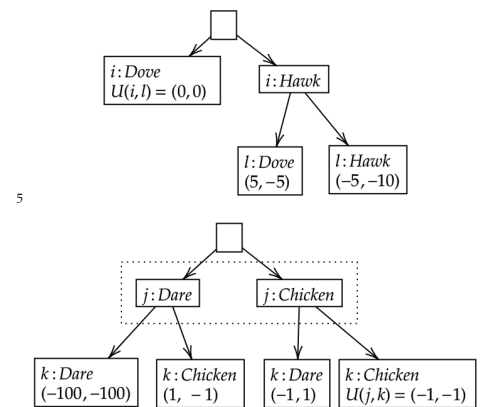 i : Dove
U(i, l) = (0, 0)
i : Hawk
l : Dove
(5, −5)
l : Hawk
(−5, −10)
5
j : Dare
j : Chicken
k : Dare
(−100, −100)
k : Chicken
(1, −1)
k : Dare
(−1, 1)
k : Chicken
U(j, k) = (−1, −1)